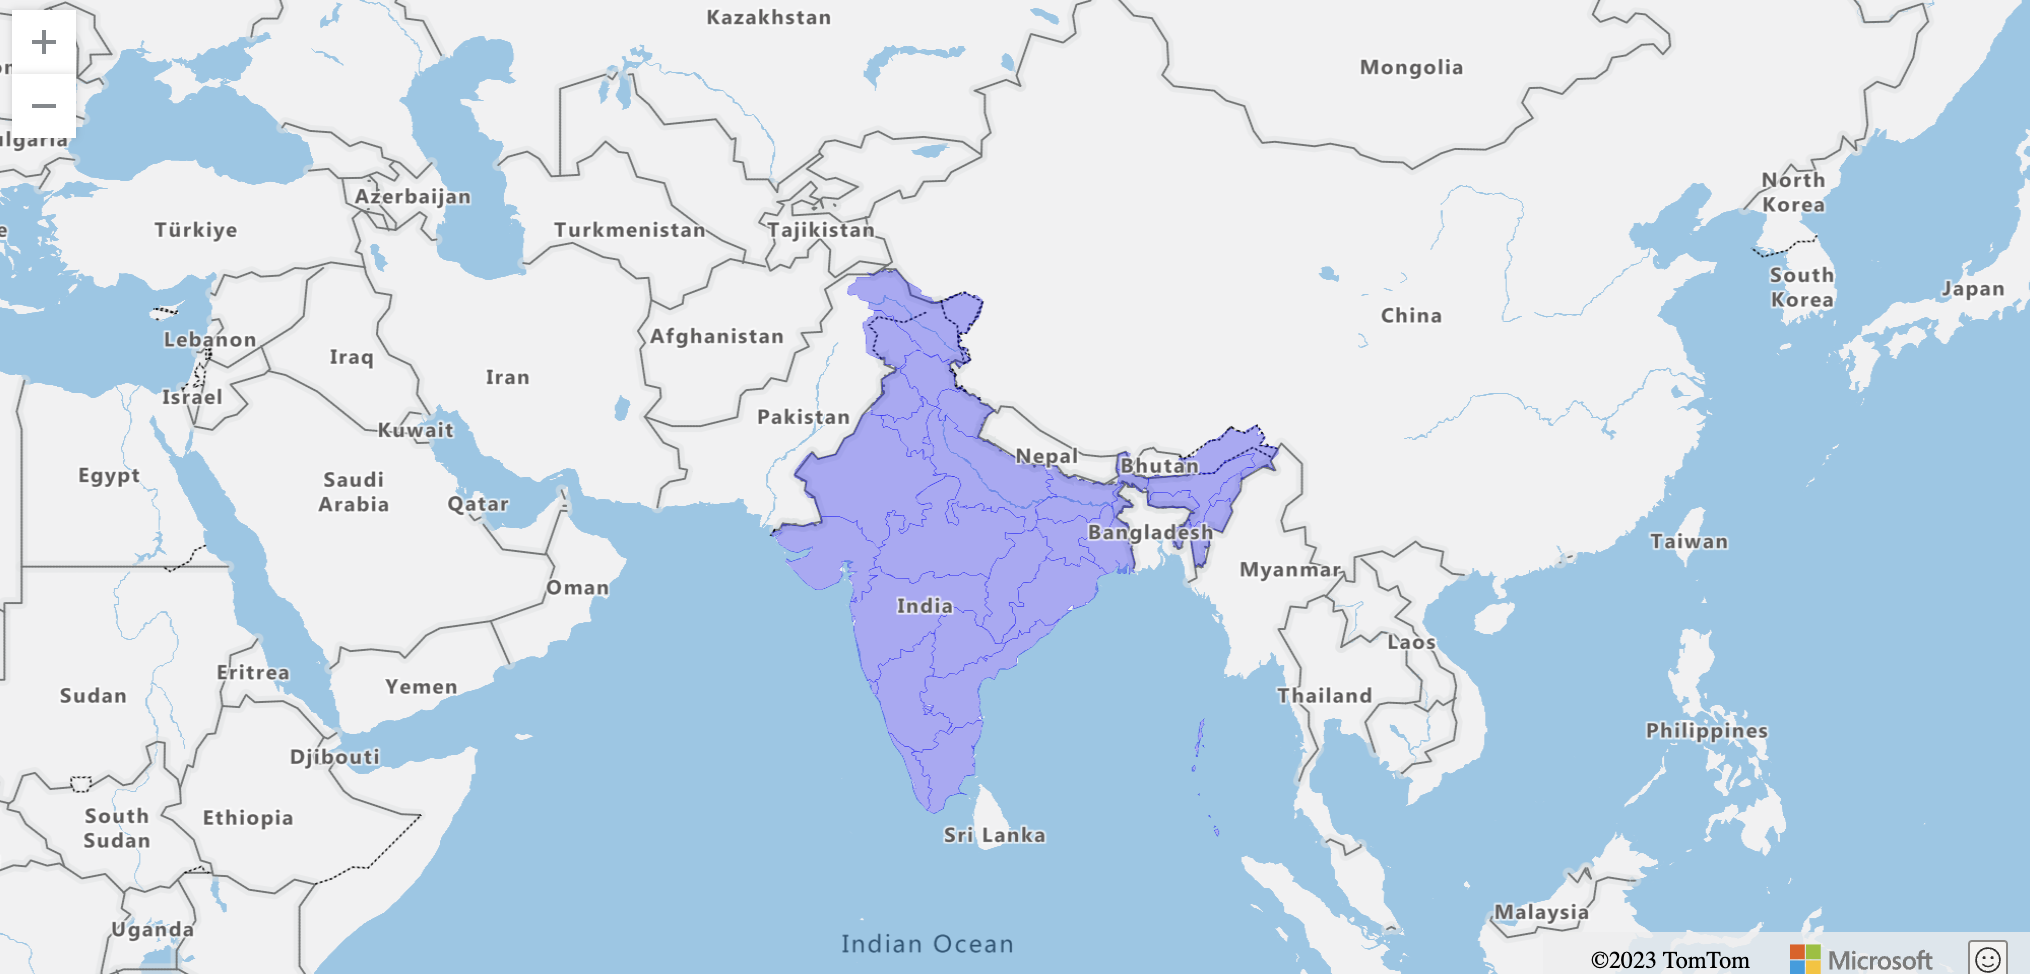 Kazakhstan
Mongolia
lgaria
Azerbaijan
North
Korea
Türkiye
Turkmenistan
Tajikistan
South
Korea
Japan
China
Lebanon
Iraq
Afghanistan
Iran
Israel
Kuwait
Pakistan
Nepal
Bhutan
Egypt
Saudi
Arabia
Qatar
Bangladesh
Taiwan
Myanmar
Oman
India
Laos
Eritrea
Yemen
Sudan
Thailand
Philippines
Djibouti
South
Sudan
Ethiopia
Sri Lanka
Malaysia
Uganda
Indian Ocean
©2023 TomTom
Microsoft